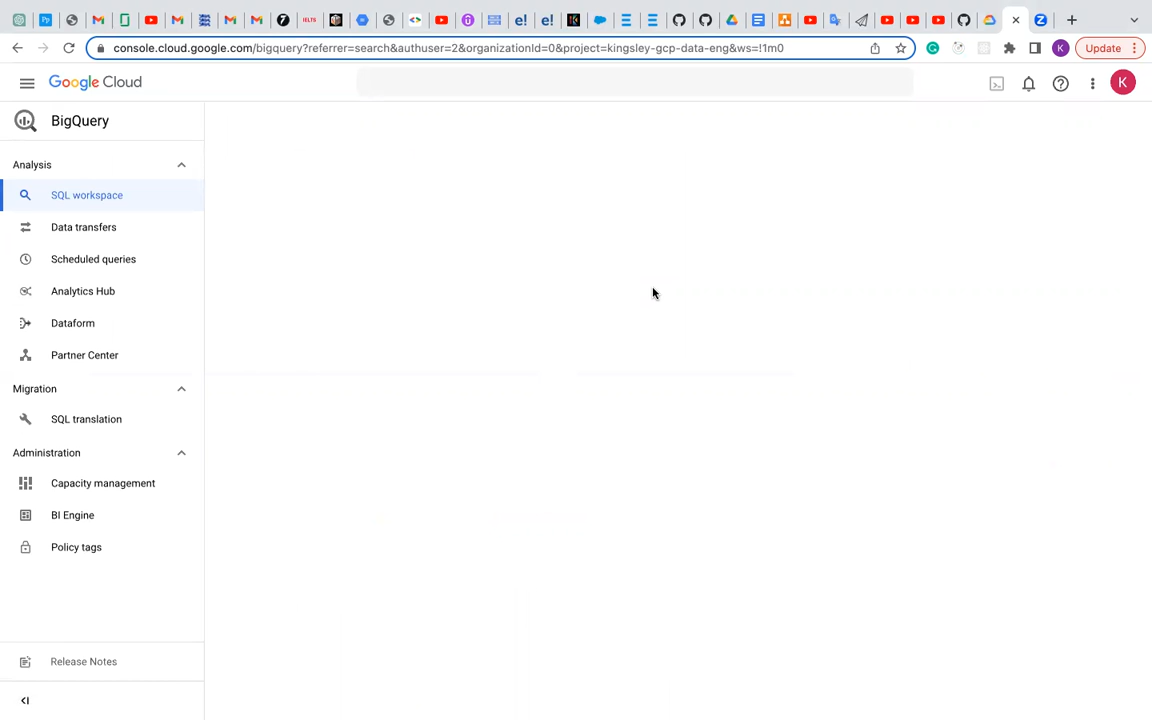 console.cloud.google.com/bigquery?referrer=search&authuser=2&organizationId=0&project=kingsley-gcp-data-eng&ws=!1m0
K
Update
Google Cloud
K
BigQuery
Analysis
SQL workspace
Data transfers
Scheduled queries
Analytics Hub
Dataform
Partner Center
Migration
SQL translation
Administration
Capacity management
BI Engine
Policy tags
Release Notes